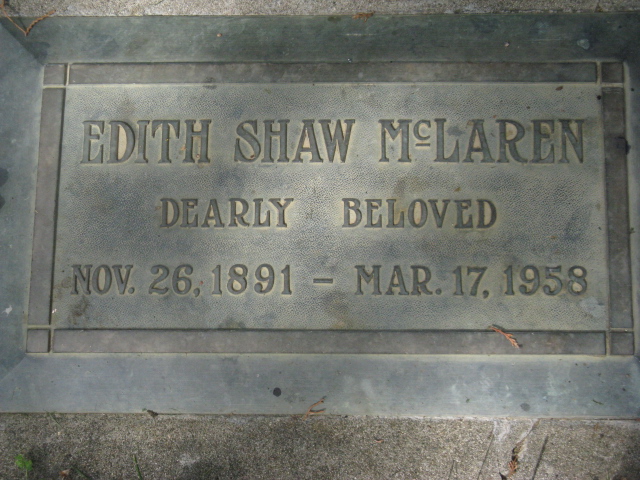 EDITH SHAW McLAREN
DEARLY BELOVED
NOV. 26, 1891 – MAR. 17, 1958